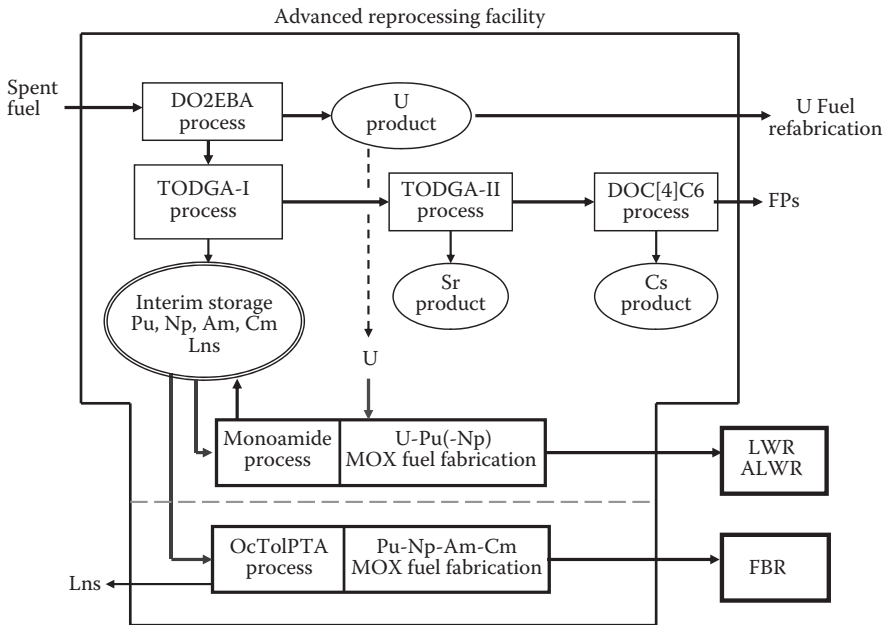 Advanced reprocessing facility
Spent
fuel
DO2EBA
process
U
product
U Fuel
refabrication
TODGA-I
process
TODGA-II
process
DOC[4]C6
process
FPs
Interim storage
Pu, Np, Am, Cm
Lns
Sr
product
Cs
product
U
Monoamide
process
U-Pu(-Np)
MOX fuel fabrication
LWR
ALWR
OcTolPTA
process
Pu-Np-Am-Cm
MOX fuel fabrication
FBR
Lns